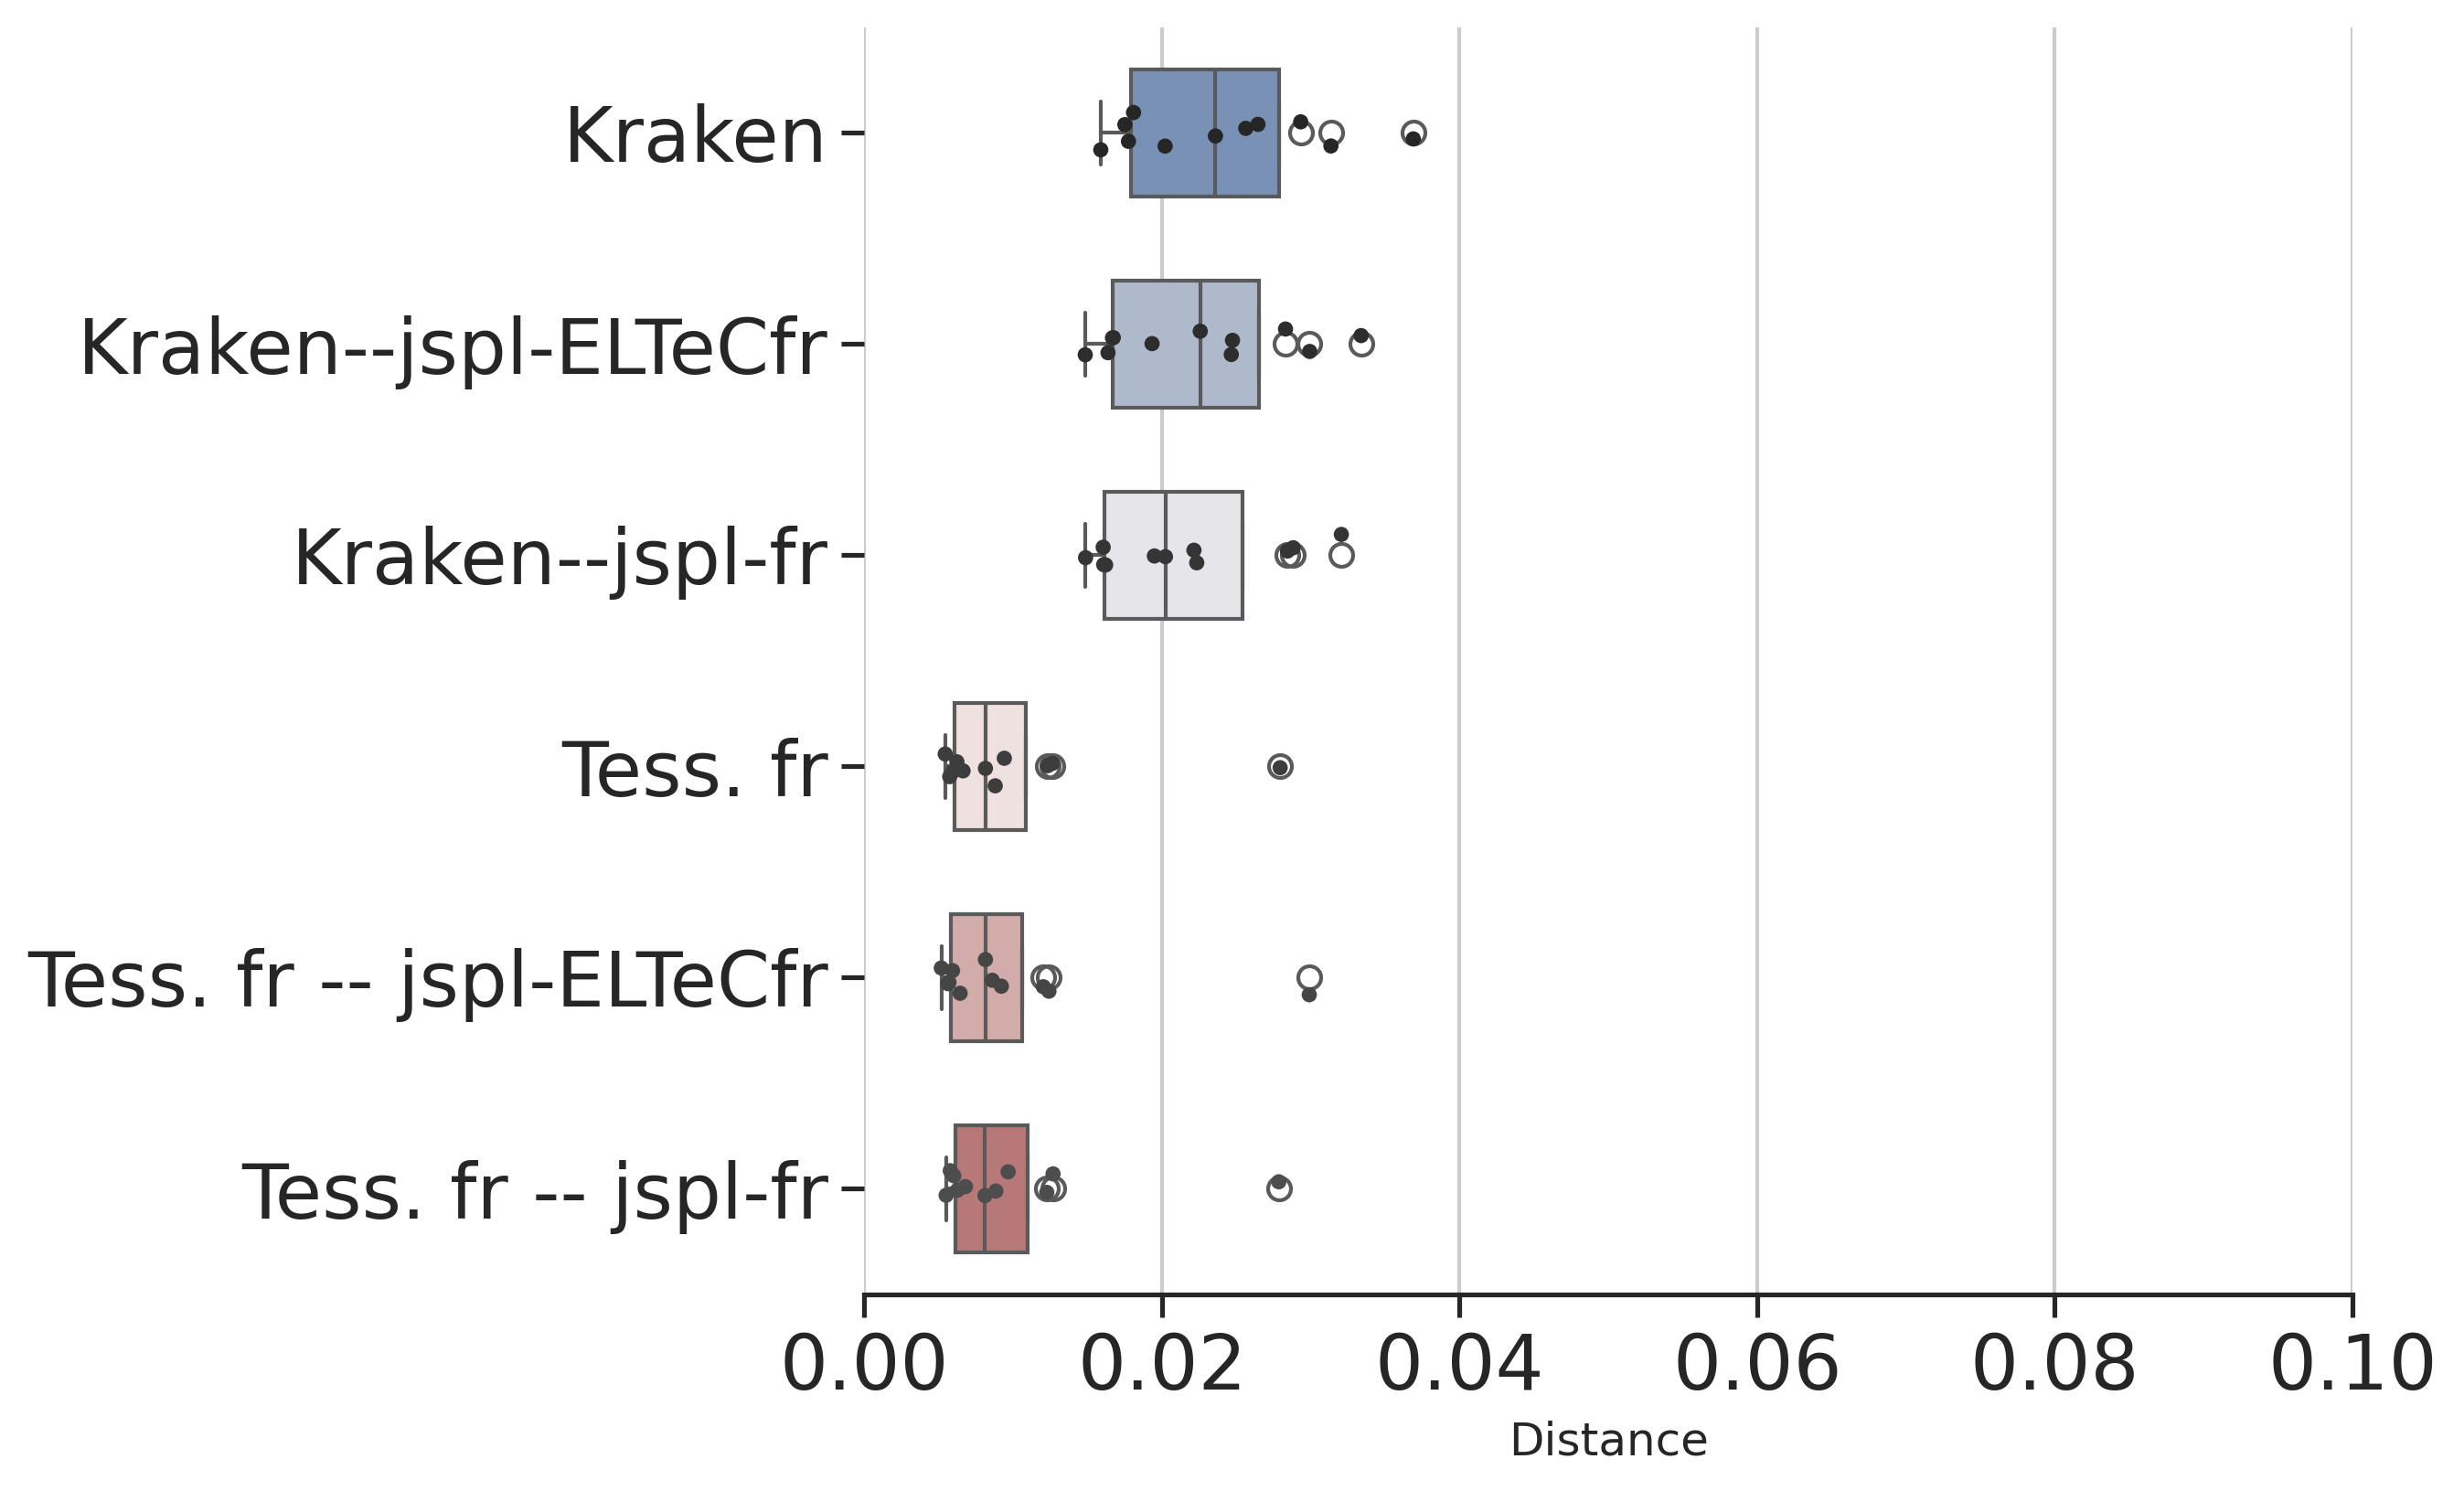 Kraken
Kraken--jspl-ELTeCfr
Kraken--jspl-fr
Tess. fr
Tess. fr -- jspl-ELTeCfr
Tess. fr -- jspl-fr
0.00 0.02 0.04 0.06 0.08 0.10
Distance